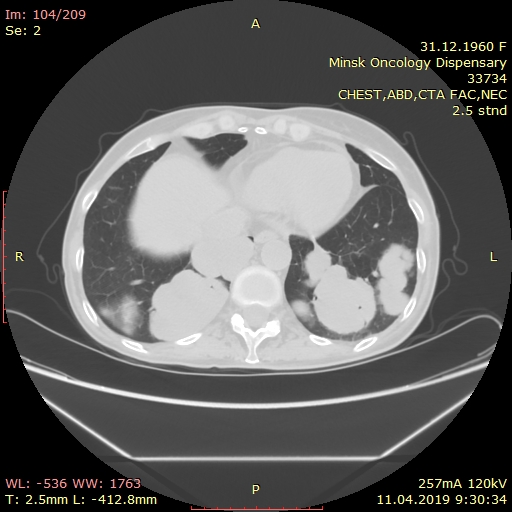 Im: 104/209
Se: 2
A
31.12.1960 F
Minsk Oncology Dispensary
33734
CHEST,ABD,CTA FAC,NEC
2.5 stnd
R
L
WL: -536 WW: 1763
T: 2.5mm L: -412.8mm
P
257mA 120kV
11.04.2019 9:30:34